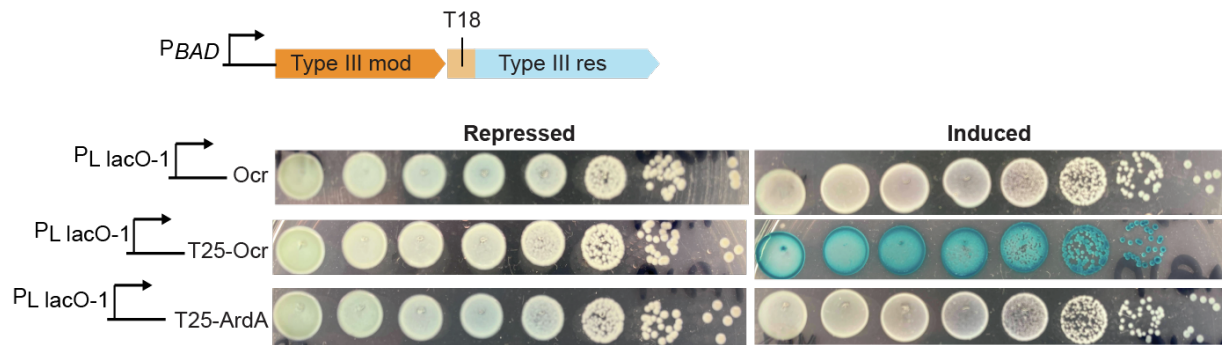 T18
PBAD
Type III mod
Type III res
Repressed
Induced
PL lacO-1
Ocr
PL lacO-1
T25-Ocr
PL lacO-1
T25-ArdA